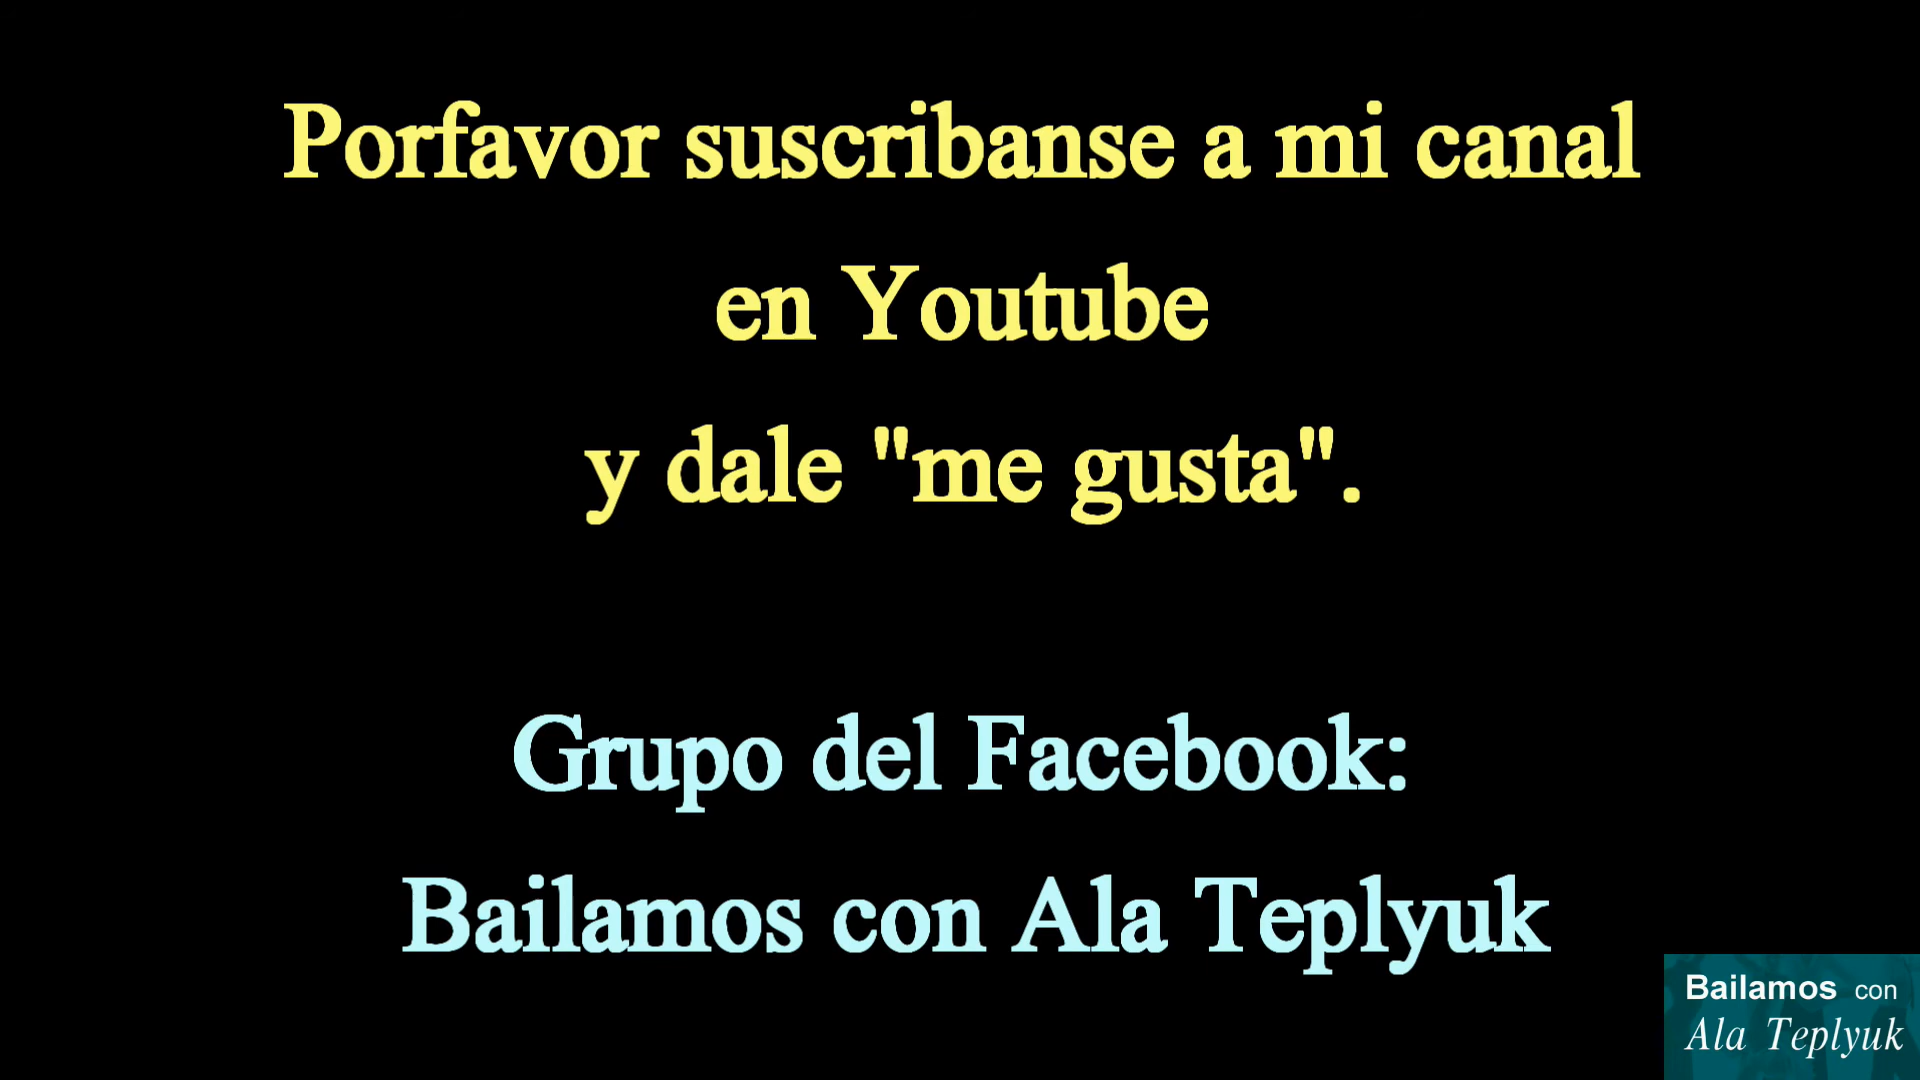 Porfavor suscribanse a mi canal
en Youtube
y dale "me gusta".
Grupo del Facebook:
Bailamos con Ala Teplyuk
Bailamos con
Ala Teplyuk